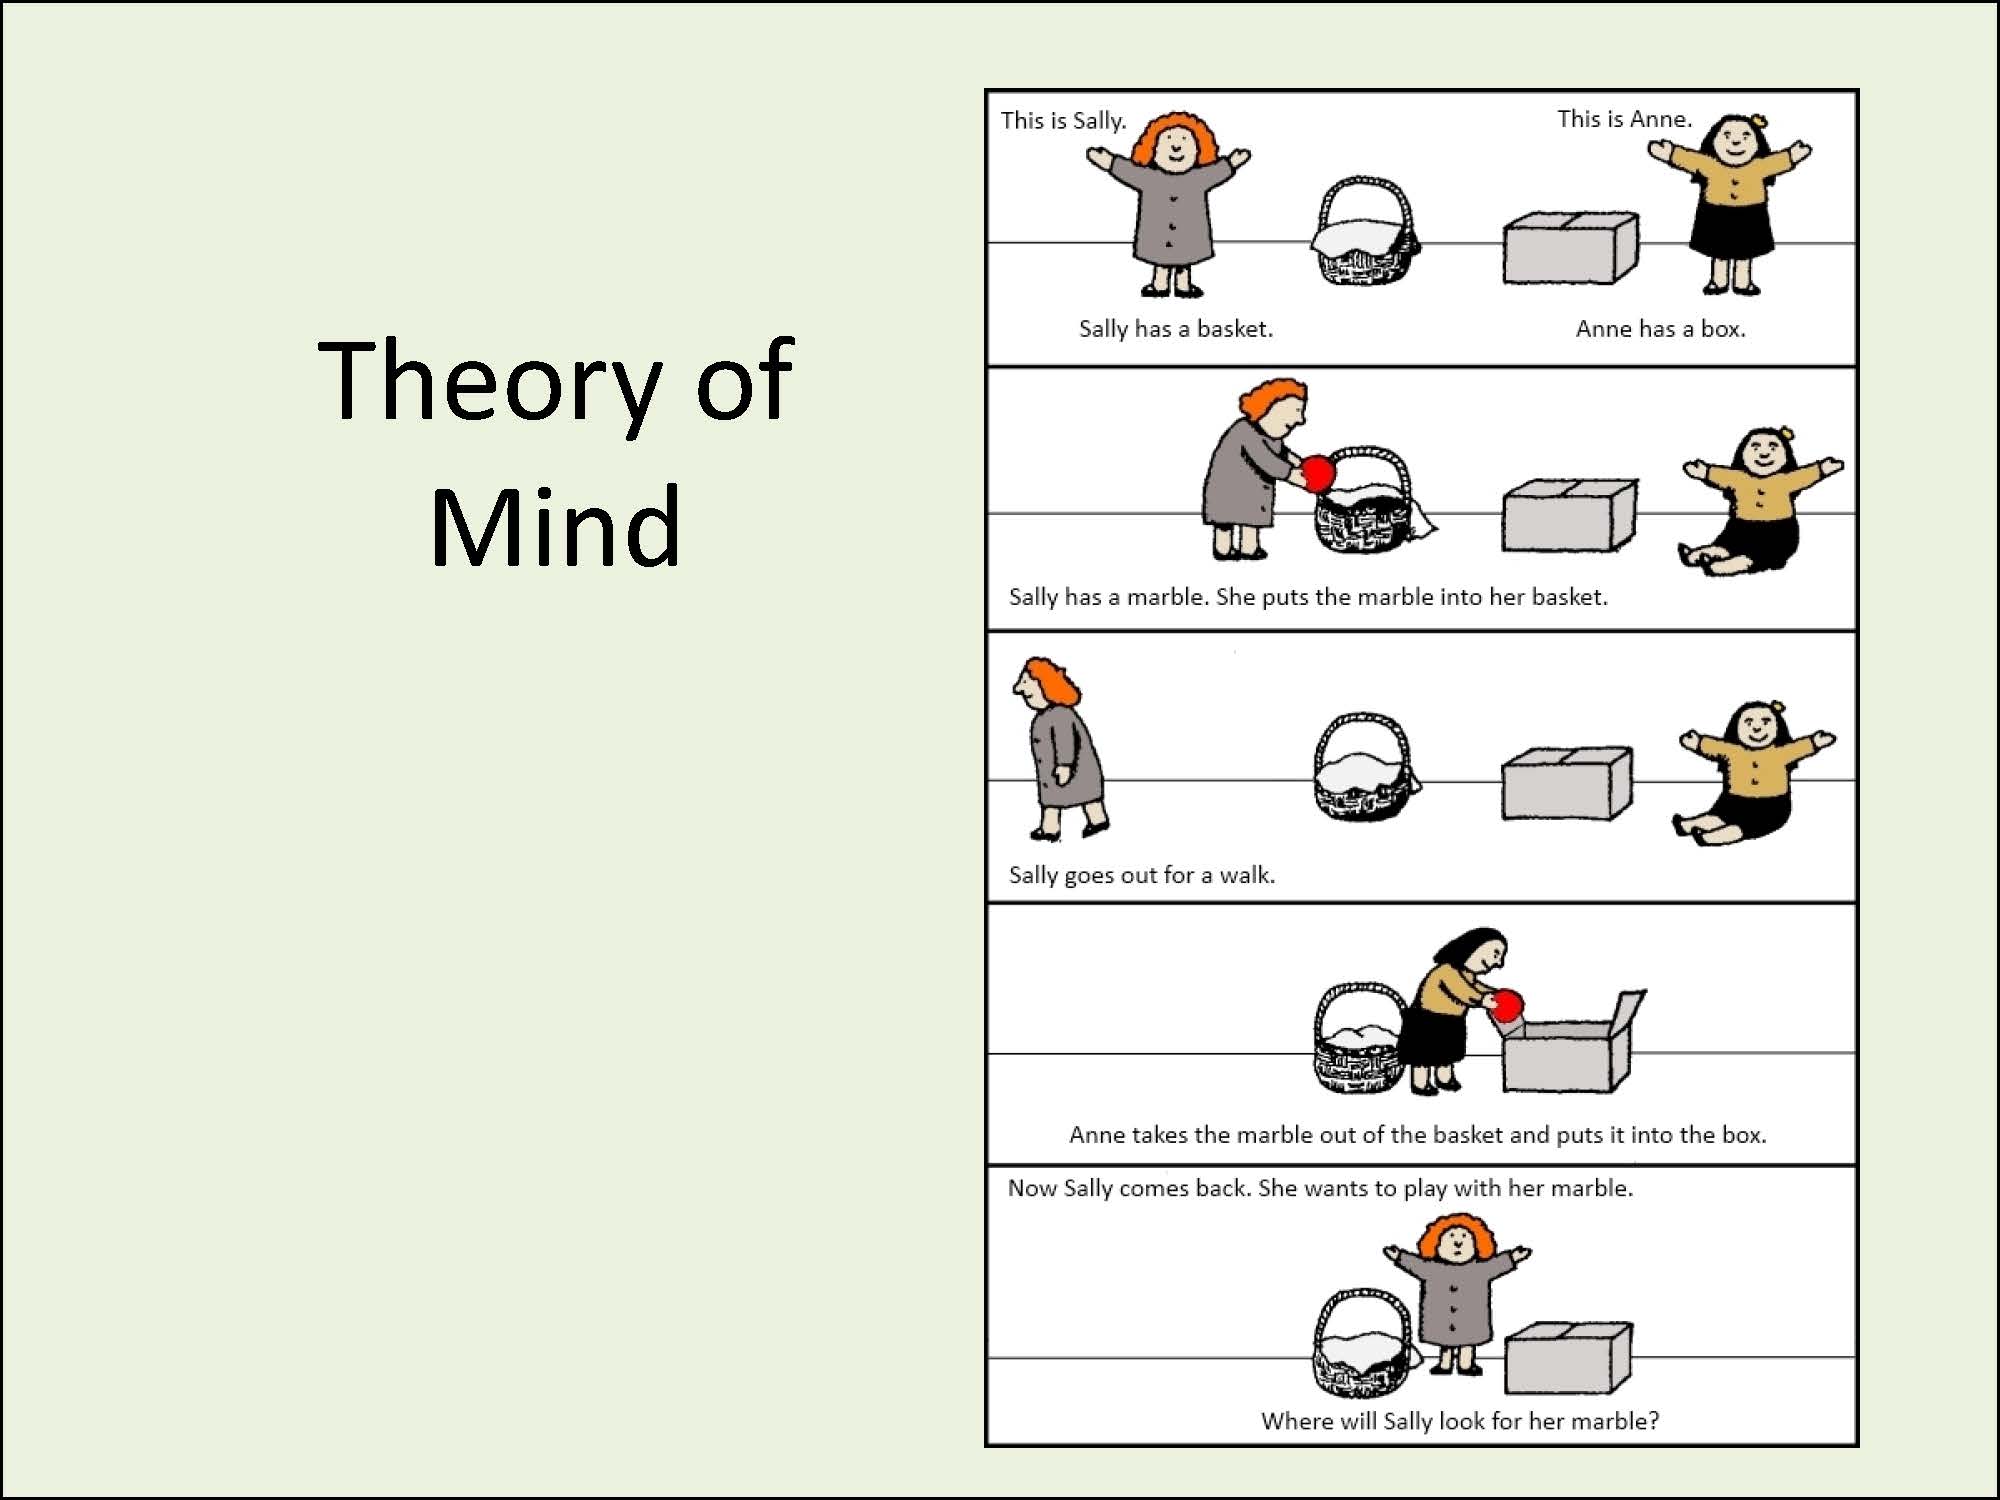 Theory of
Mind
This is Sally.
This is Anne.
Sally has a basket.
Anne has a box.
Sally has a marble. She puts the marble into her basket.
Sally goes out for a walk.
Anne takes the marble out of the basket and puts it into the box.
Now Sally comes back. She wants to play with her marble.
Where will Sally look for her marble?